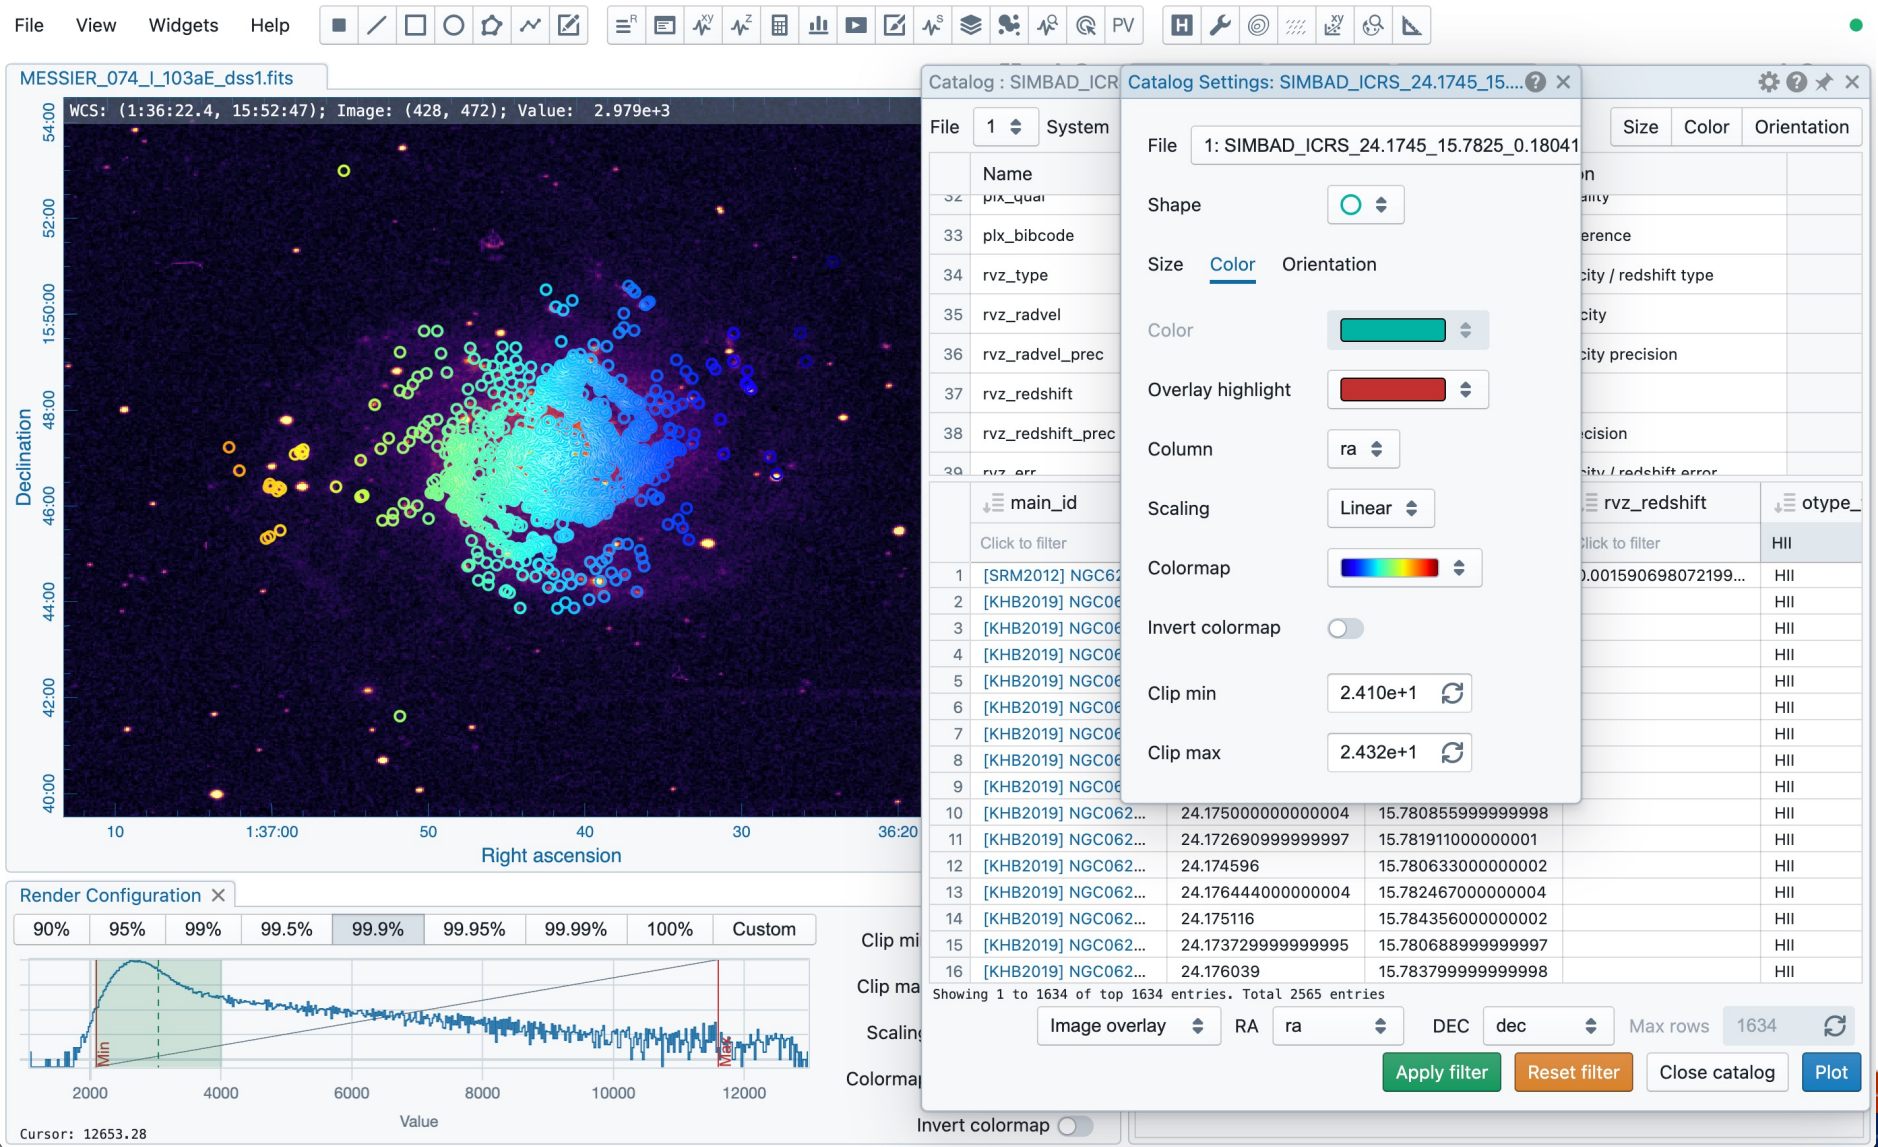 File View Widgets Help
PV
MESSIER_074_I_103aE_dss1.fits
WCS: (1:36:22.4, 15:52:47); Image: (428, 472); Value: 2.979e+3
54:00
52:00
15:50:00
48:00
46:00
44:00
42:00
40:00
Declination
10 1:37:00 50 40 30 36:20
Right ascension
Render Configuration
90% 95% 99% 99.5% 99.9% 99.95% 99.99% 100% Custom
Min
2000 4000 6000 8000 10000 12000
Value
Cursor: 12653.28
Clip mi
Clip ma
Scaling
Colormap
Invert colormap
Catalog : SIMBAD_ICR
File 1 System
Size Color Orientation
Name
32 plx_qual ality
33 plx_bibcode erence
34 rvz_type city / redshift type
35 rvz_radvel city
36 rvz_radvel_prec city precision
37 rvz_redshift
38 rvz_redshift_prec ecision
39 rvz_err city / redshift error
main_id rvz_redshift otype_
Click to filter lick to filter HII
1 [SRM2012] NGC62 0.001590698072199... HII
2 [KHB2019] NGC06 HII
3 [KHB2019] NGC06 HII
4 [KHB2019] NGC06 HII
5 [KHB2019] NGC06 HII
6 [KHB2019] NGC06 HII
7 [KHB2019] NGC06 HII
8 [KHB2019] NGC06 HII
9 [KHB2019] NGC06 HII
10 [KHB2019] NGC062... 24.175000000000004 15.780855999999998 HII
11 [KHB2019] NGC062... 24.172690999999997 15.781911000000001 HII
12 [KHB2019] NGC062... 24.174596 15.780633000000002 HII
13 [KHB2019] NGC062... 24.176444000000004 15.782467000000004 HII
14 [KHB2019] NGC062... 24.175116 15.784356000000002 HII
15 [KHB2019] NGC062... 24.173729999999995 15.780688999999997 HII
16 [KHB2019] NGC062... 24.176039 15.783799999999998 HII
Showing 1 to 1634 of top 1634 entries. Total 2565 entries
Image overlay RA ra DEC dec Max rows 1634
Apply filter Reset filter Close catalog Plot
Catalog Settings: SIMBAD_ICRS_24.1745_15....
File 1: SIMBAD_ICRS_24.1745_15.7825_0.18041
Shape
Size Color Orientation
Color
Overlay highlight
Column ra
Scaling Linear
Colormap
Invert colormap
Clip min 2.410e+1
Clip max 2.432e+1